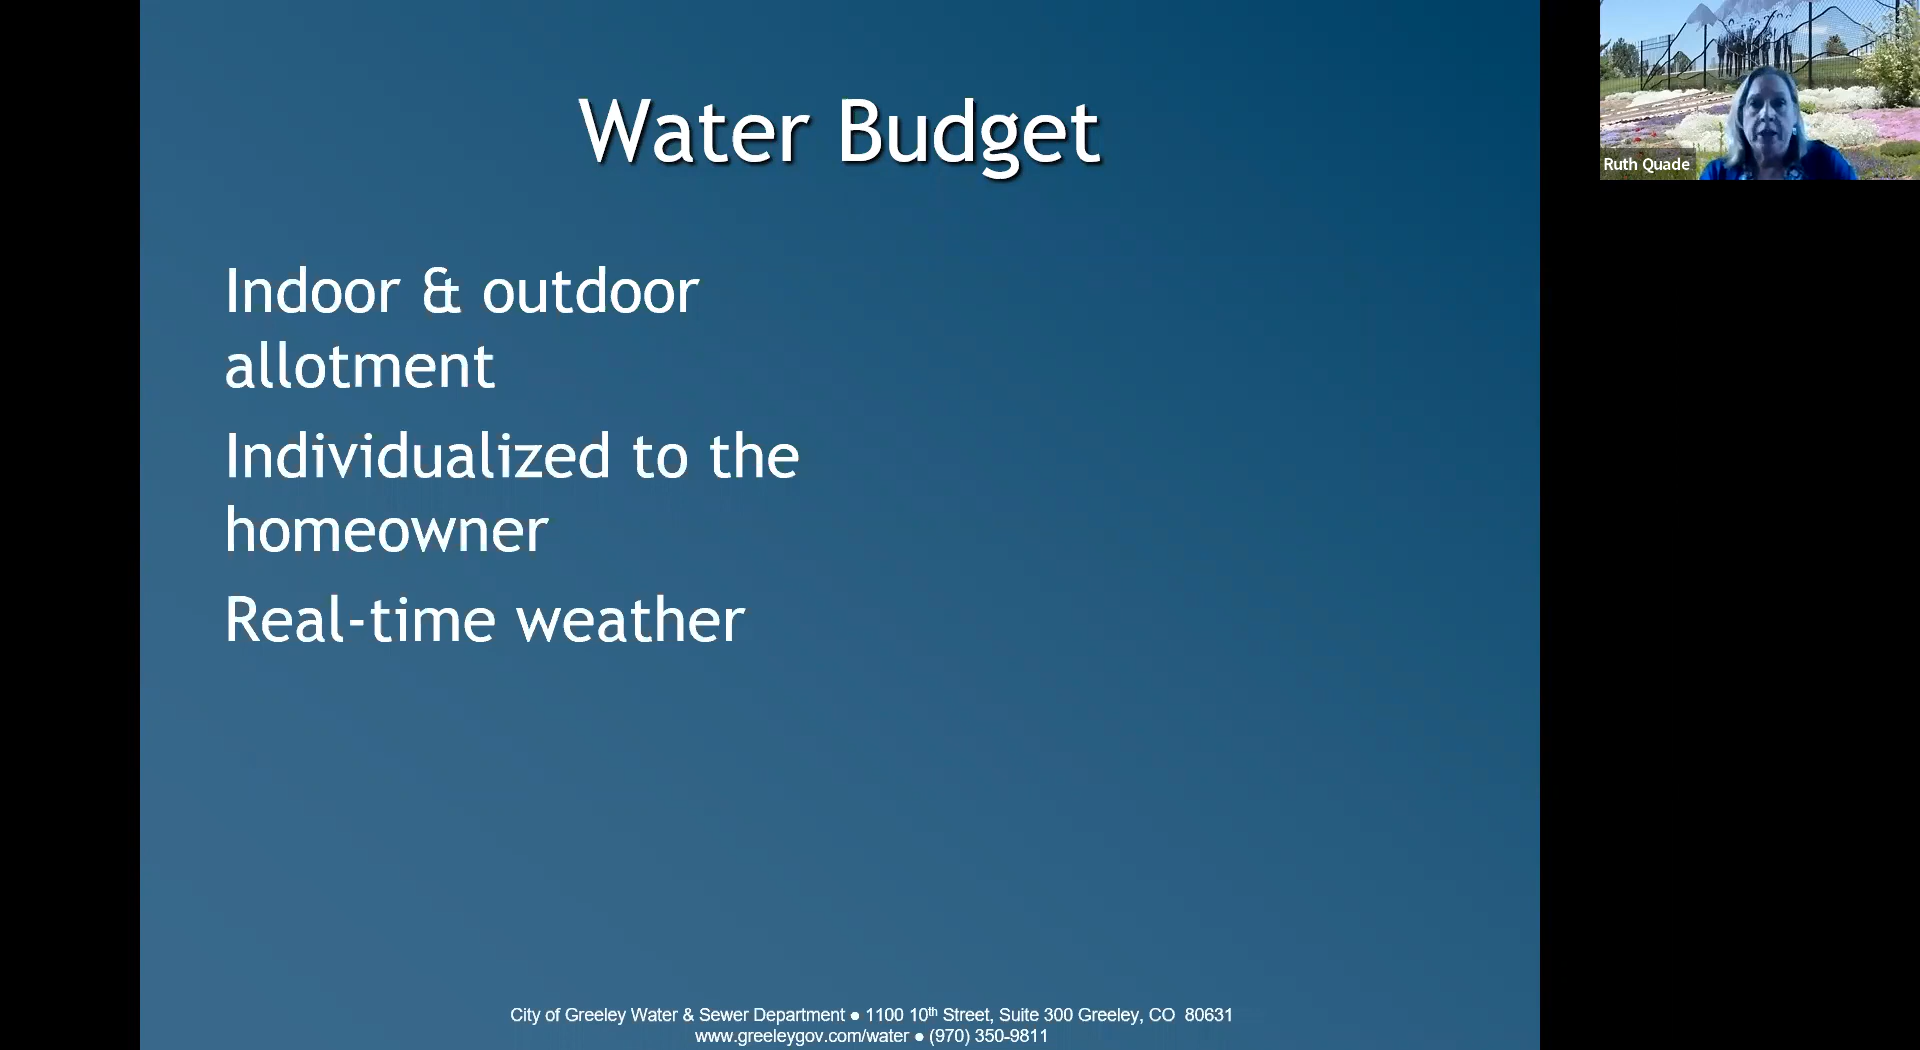 Water Budget
Indoor & outdoor
allotment
Individualized to the
homeowner
Real-time weather
City of Greeley Water & Sewer Department ● 1100 10th Street, Suite 300 Greeley, CO 80631
www.greeleygov.com/water ● (970) 350-9811
Ruth Quade